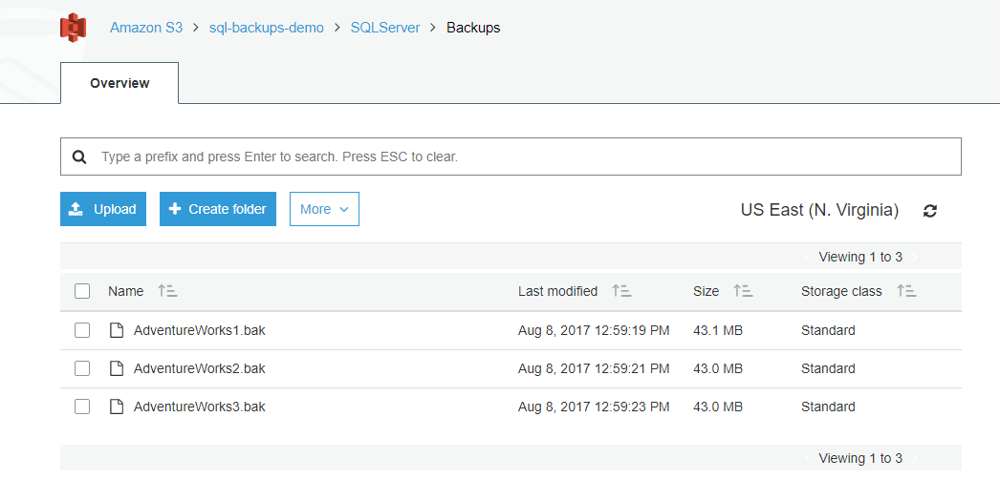 Amazon S3 > sql-backups-demo > SQLServer > Backups
Overview
Type a prefix and press Enter to search. Press ESC to clear.
Upload Create folder More US East (N. Virginia)
Viewing 1 to 3
Name Last modified Size Storage class
AdventureWorks1.bak Aug 8, 2017 12:59:19 PM 43.1 MB Standard
AdventureWorks2.bak Aug 8, 2017 12:59:21 PM 43.0 MB Standard
AdventureWorks3.bak Aug 8, 2017 12:59:23 PM 43.0 MB Standard
Viewing 1 to 3